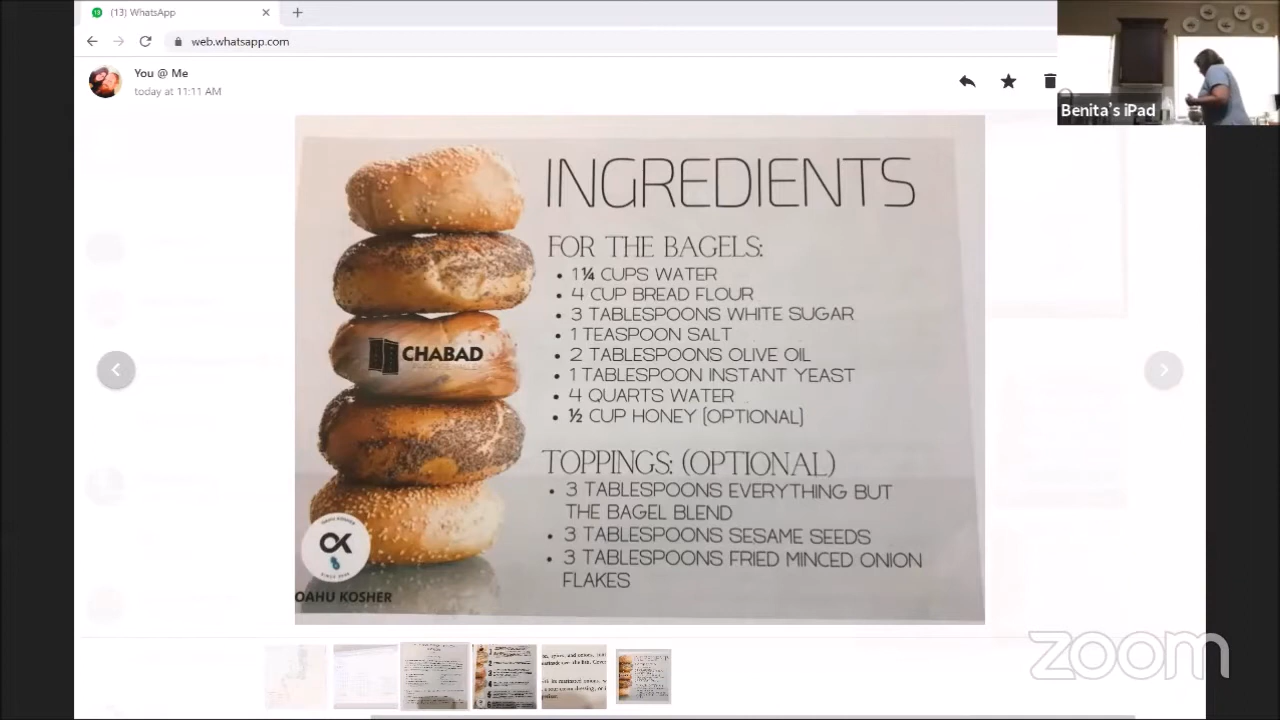 (13) WhatsApp
web.whatsapp.com
You @ Me
today at 11:11 AM
Benita's iPad
INGREDIENTS
FOR THE BAGELS:
• 1¼ CUPS WATER
• 4 CUP BREAD FLOUR
• 3 TABLESPOONS WHITE SUGAR
• 1 TEASPOON SALT
• 2 TABLESPOONS OLIVE OIL
• 1 TABLESPOON INSTANT YEAST
• 4 QUARTS WATER
• ½ CUP HONEY (OPTIONAL)
TOPPINGS: (OPTIONAL)
• 3 TABLESPOONS EVERYTHING BUT
THE BAGEL BLEND
• 3 TABLESPOONS SESAME SEEDS
• 3 TABLESPOONS FRIED MINCED ONION
FLAKES
CHABAD
OAHU KOSHER
OK
OAHU KOSHER
zoom